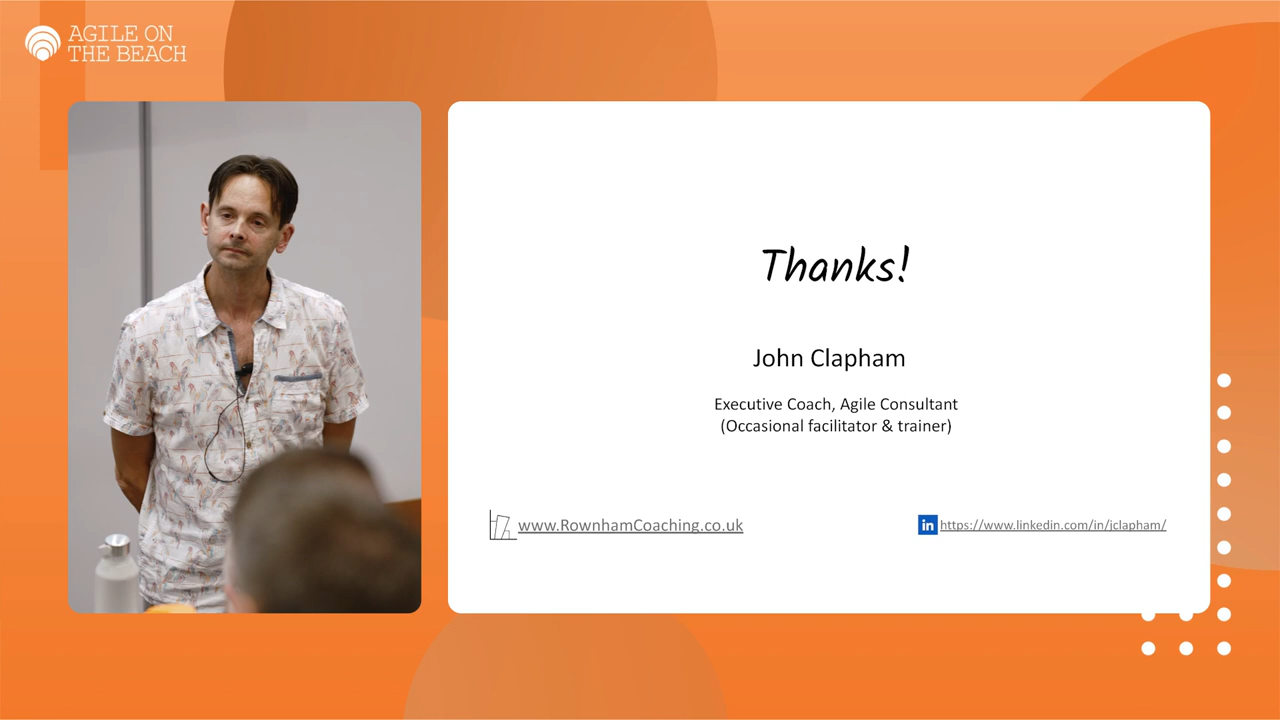 AGILE ON
THE BEACH
Thanks!
John Clapham
Executive Coach, Agile Consultant
(Occasional facilitator & trainer)
www.RownhamCoaching.co.uk
in https://www.linkedin.com/in/jclapham/